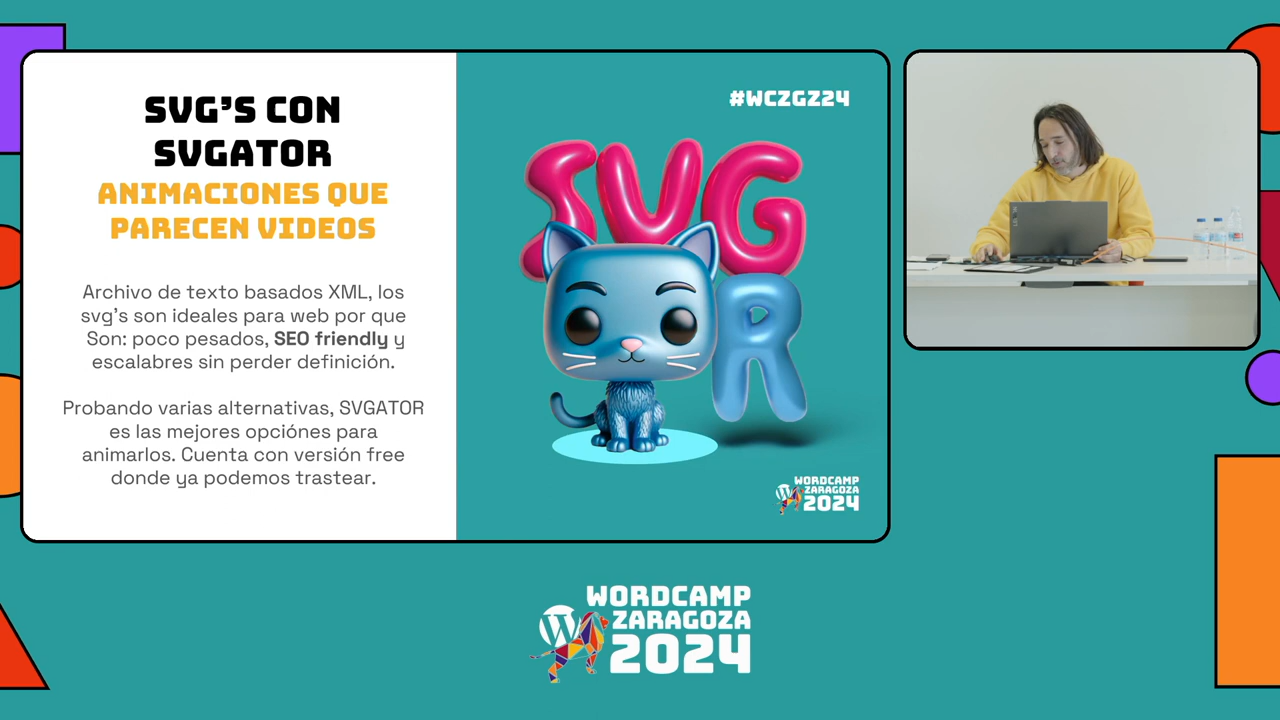 SVG'S CON
SVGATOR
ANIMACIONES QUE
PARECEN VIDEOS
Archivo de texto basados XML, los
svg's son ideales para web por que
Son: poco pesados, SEO friendly y
escalabres sin perder definición.
Probando varias alternativas, SVGATOR
es las mejores opciónes para
animarlos. Cuenta con versión free
donde ya podemos trastear.
#WCZGZ24
SVG
R
WORDCAMP
ZARAGOZA
2024
WORDCAMP
ZARAGOZA
2024